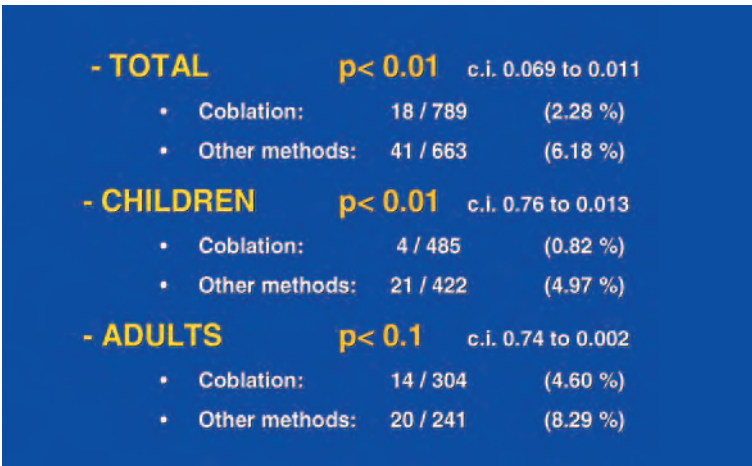 - TOTAL p< 0.01 c.i. 0.069 to 0.011
• Coblation: 18 / 789 (2.28 %)
• Other methods: 41 / 663 (6.18 %)
- CHILDREN p< 0.01 c.i. 0.76 to 0.013
• Coblation: 4 / 485 (0.82 %)
• Other methods: 21 / 422 (4.97 %)
- ADULTS p< 0.1 c.i. 0.74 to 0.002
• Coblation: 14 / 304 (4.60 %)
• Other methods: 20 / 241 (8.29 %)